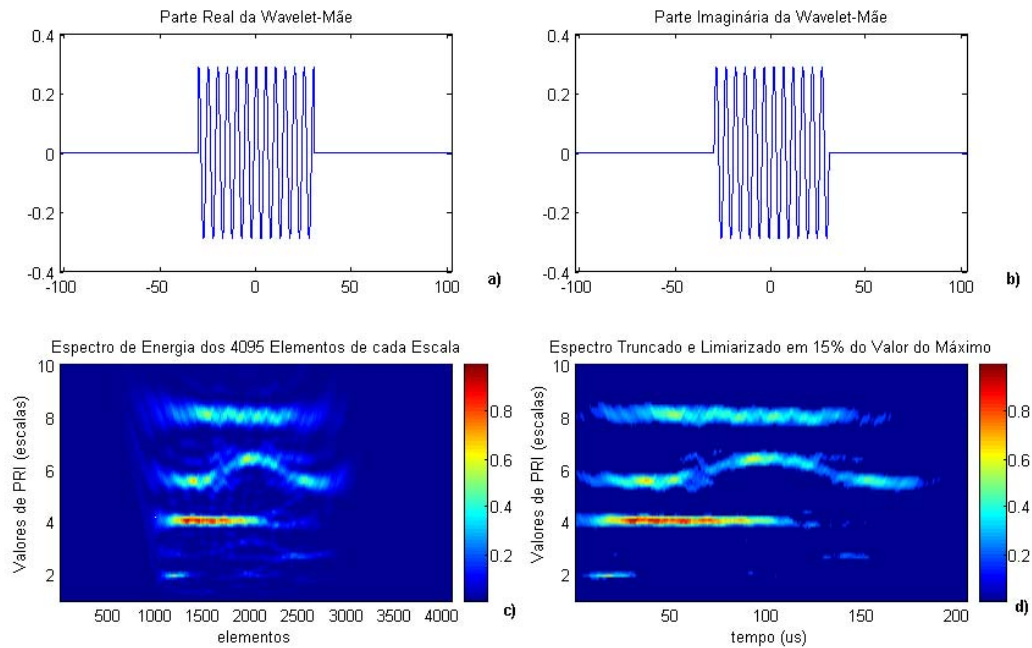 Parte Real da Wavelet-Mãe
0.4
0.2
0
-0.2
-0.4
-100 -50 0 50 100
a)
Parte Imaginária da Wavelet-Mãe
0.4
0.2
0
-0.2
-0.4
-100 -50 0 50 100
b)
Espectro de Energia dos 4095 Elementos de cada Escala
Valores de PRI (escalas)
10
8
6
4
2
500 1000 1500 2000 2500 3000 3500 4000
elementos
0.8
0.6
0.4
0.2
c)
Espectro Truncado e Limiarizado em 15% do Valor do Máximo
Valores de PRI (escalas)
10
8
6
4
2
50 100 150 200
tempo (us)
0.8
0.6
0.4
0.2
d)